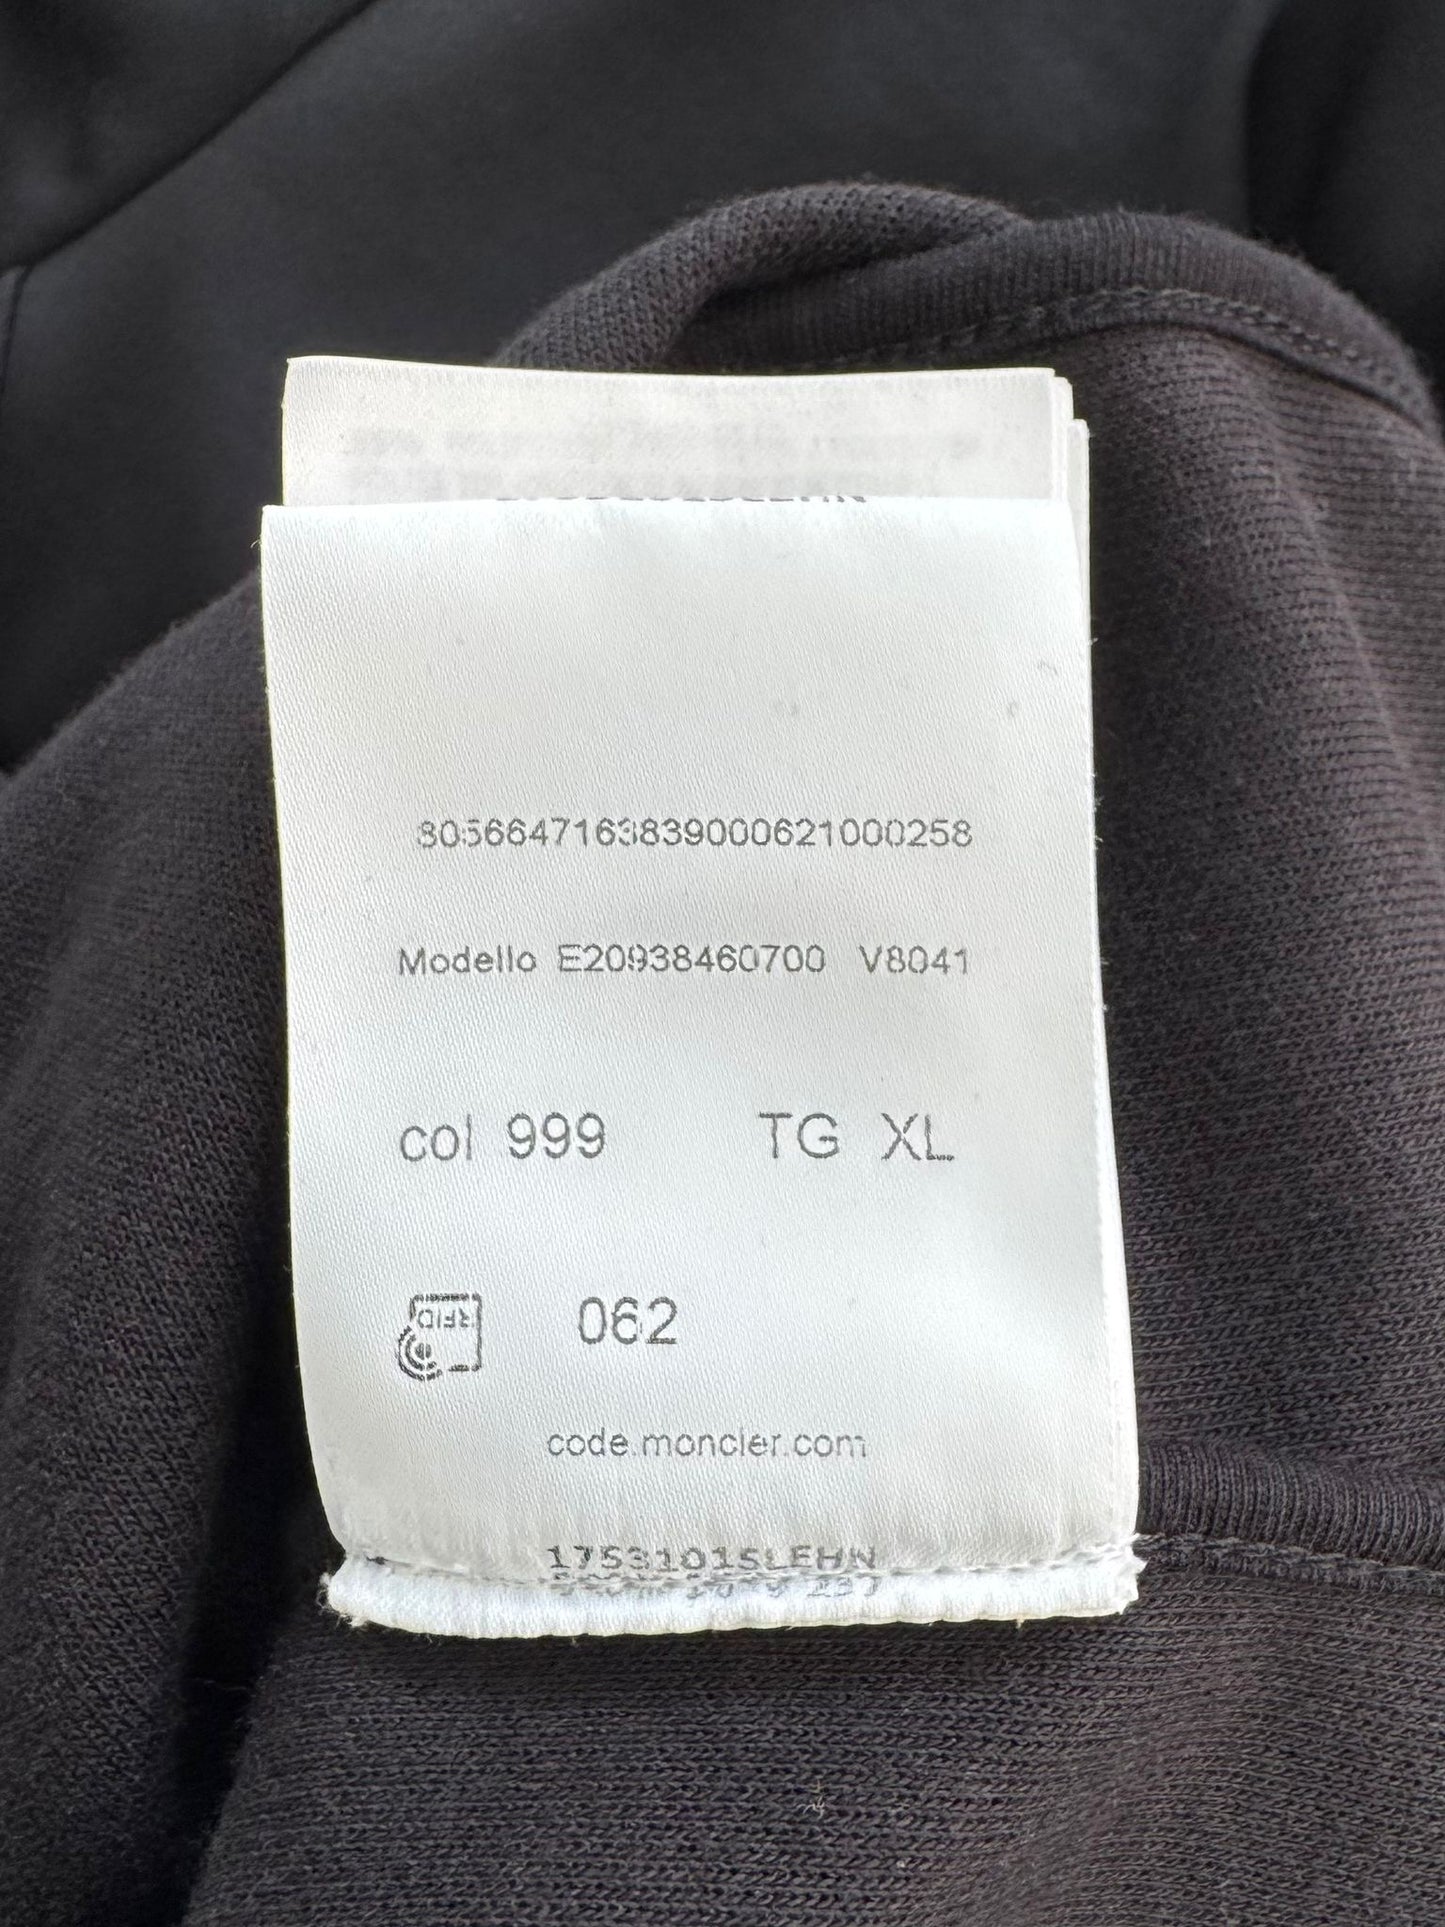 8056647163839000621000258
Modello E20938460700 V8041
col 999 TG XL
RFID 062
code.moncler.com
17531015LEHN